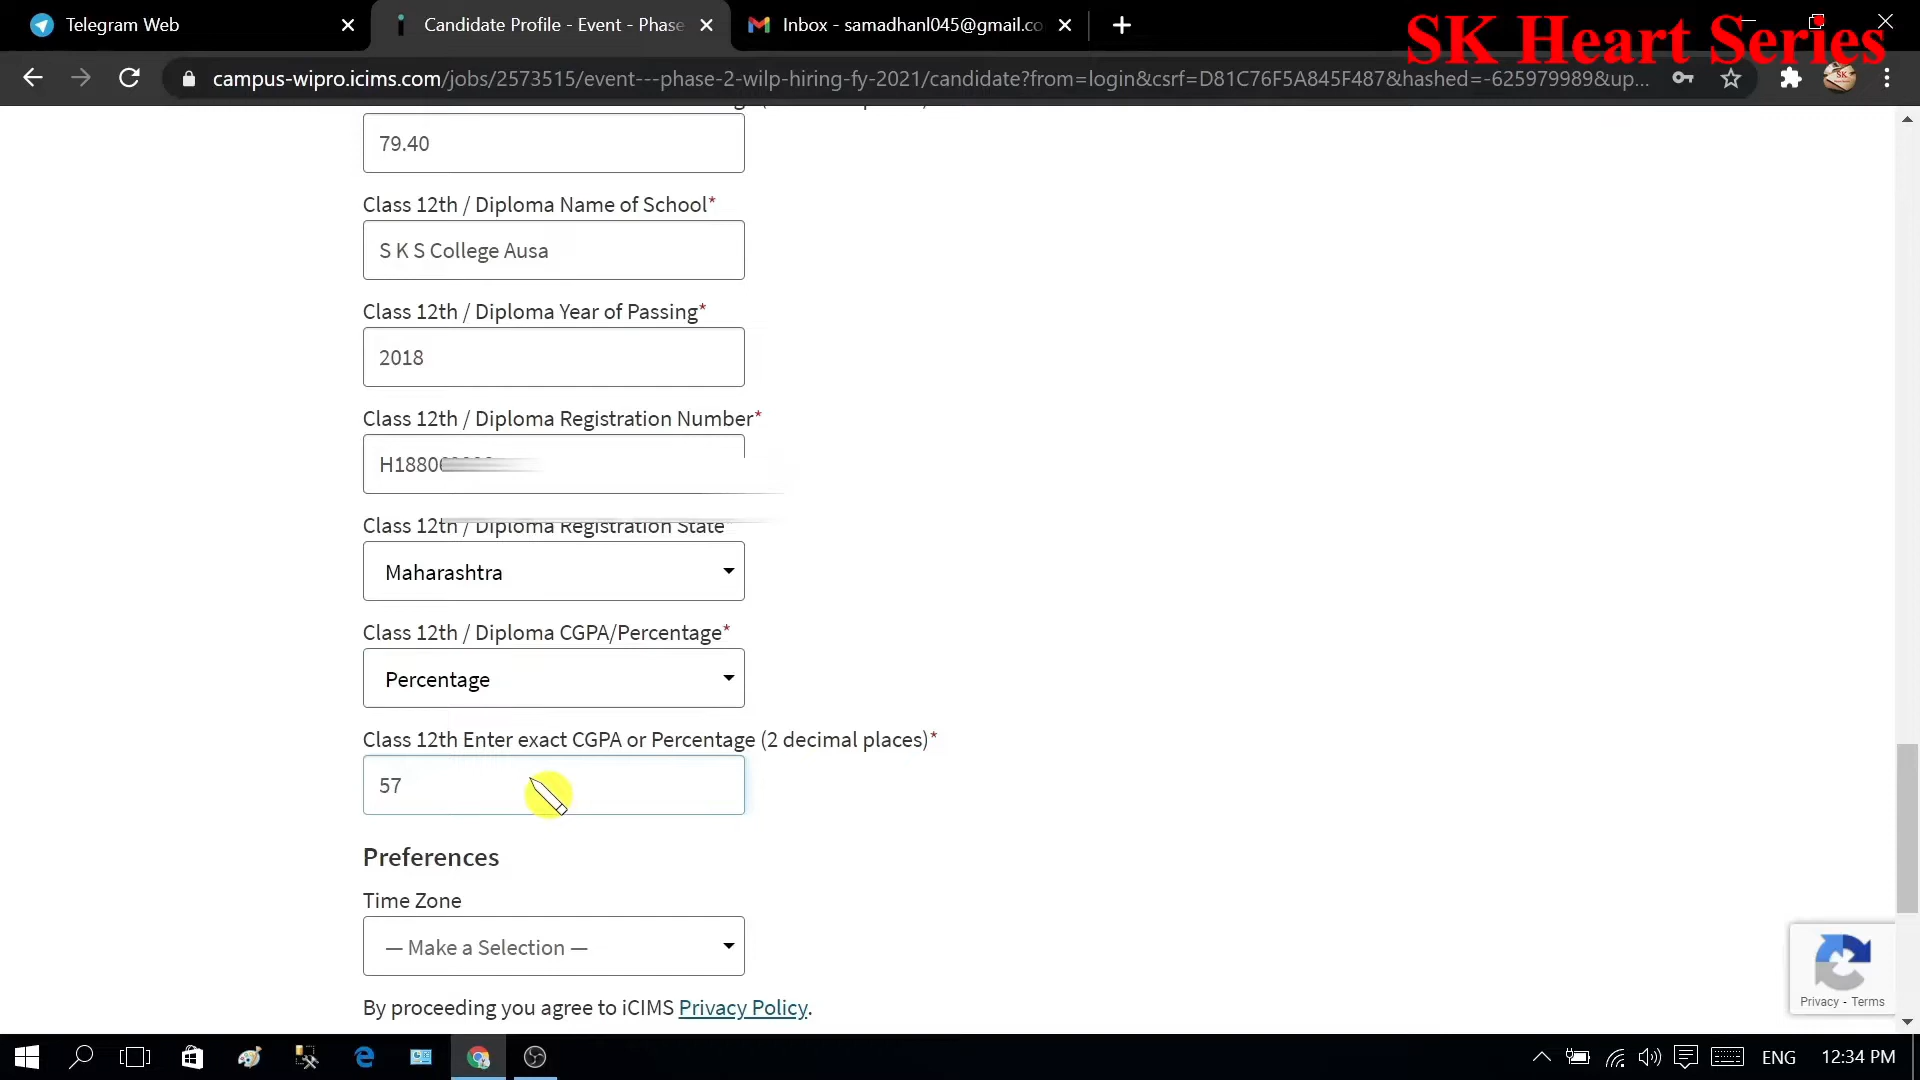 Telegram Web
Candidate Profile - Event - Phase
Inbox - samadhanl045@gmail.co
SK Heart Series
campus-wipro.icims.com/jobs/2573515/event---phase-2-wilp-hiring-fy-2021/candidate?from=login&csrf=D81C76F5A845F487&hashed=-625979989&up...
79.40
Class 12th / Diploma Name of School*
S K S College Ausa
Class 12th / Diploma Year of Passing*
2018
Class 12th / Diploma Registration Number*
H1880
Class 12th / Diploma Registration State
Maharashtra
Class 12th / Diploma CGPA/Percentage*
Percentage
Class 12th Enter exact CGPA or Percentage (2 decimal places)*
57
Preferences
Time Zone
— Make a Selection —
By proceeding you agree to iCIMS Privacy Policy.
Privacy - Terms
ENG
12:34 PM